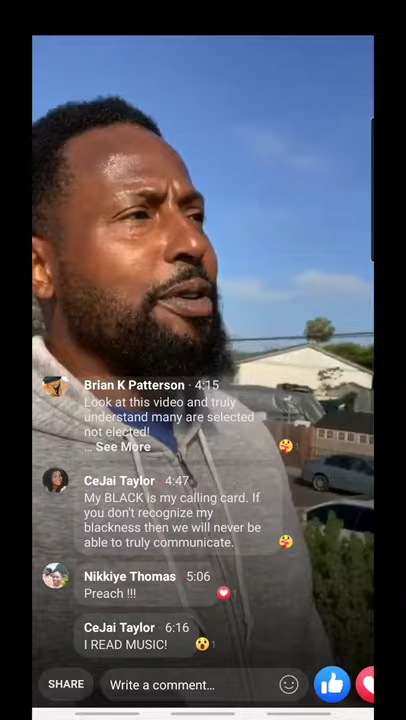 Brian K Patterson · 4:15
Look at this video and truly
understand many are selected
not elected!
... See More
CeJai Taylor · 4:47
My BLACK is my calling card. If
you don't recognize my
blackness then we will never be
able to truly communicate.
Nikkiye Thomas · 5:06
Preach !!!
CeJai Taylor · 6:16
I READ MUSIC!
1
SHARE
Write a comment...